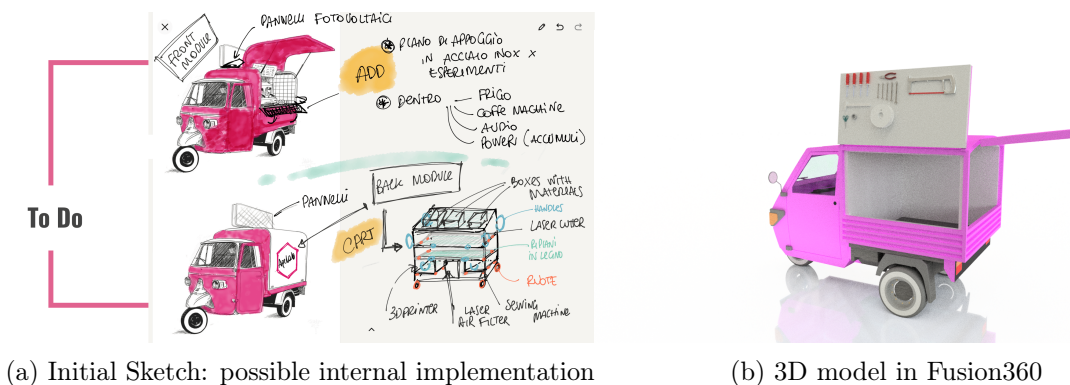 To Do
FRONT MODULE
PANNELLI FOTOVOLTAICI
ADD
PIANO DI APPOGGIO
IN ACCIAIO INOX X
ESPERIMENTI
DENTRO
FRIGO
COFFE MACHINE
AUDIO
POWER (ACCUMULI)
BACK MODULE
PANNELLI
CART
BOXES WITH
MATERIALS
HANDLES
LASER CUTER
RIPIANI
IN LEGNO
RUOTE
3D PRINTER
LASER
AIR FILTER
SEWING
MACHINE
(a) Initial Sketch: possible internal implementation
(b) 3D model in Fusion360